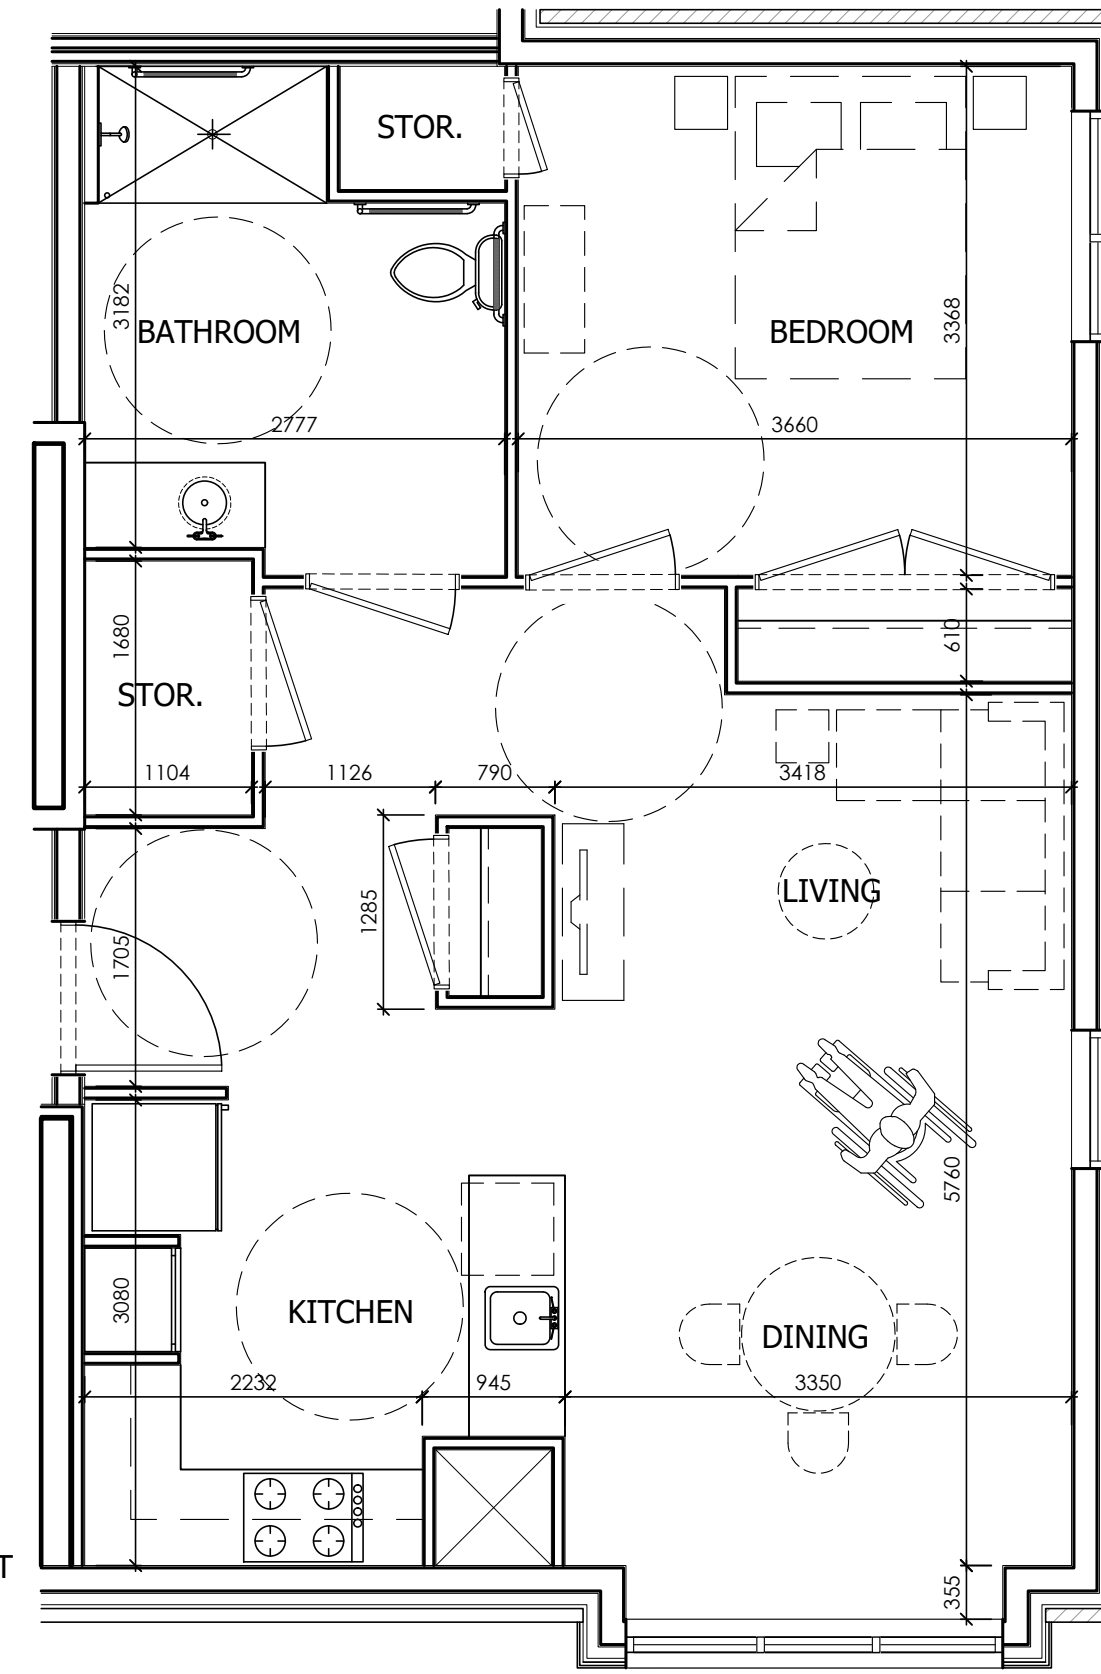 STOR.
3182
BATHROOM
BEDROOM
3368
2777
3660
1680
610
STOR.
1104
1126
790
3418
1285
LIVING
1705
5760
3080
KITCHEN
DINING
2232
945
3350
T
355